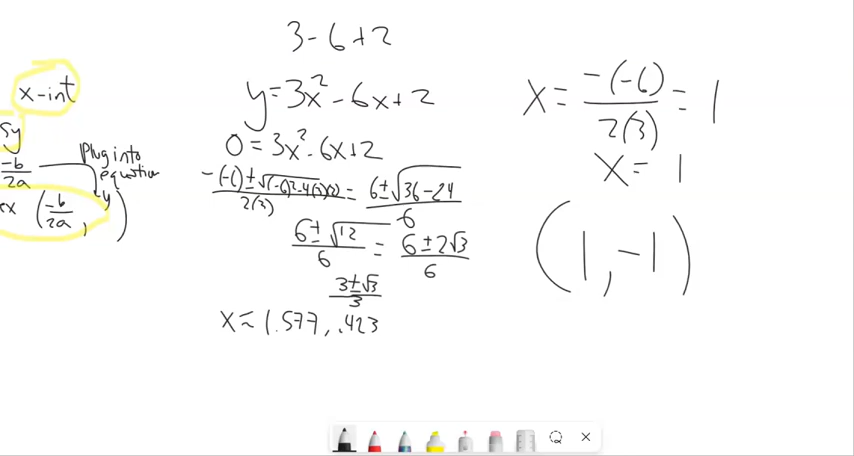 x-int
sy
-b/2a
Plug into
equation
y
ex (-b/2a, )
3-6+2
y=3x²-6x+2
0=3x²-6x+2
-(-6)±√(-6)²-4(3)(2)/2(3) = 6±√36-24/6
6±√12/6 = 6±2√3/6
3±√3/3
x≈1.577, .423
x= -(-6)/2(3) = 1
x= 1
(1,-1)